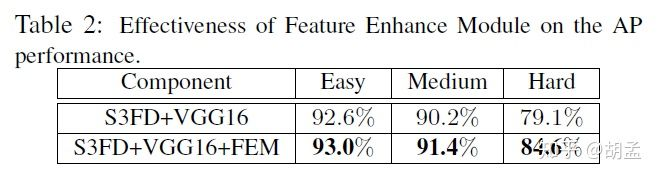 Table 2: Effectiveness of Feature Enhance Module on the AP
performance.
Component Easy Medium Hard
S3FD+VGG16 92.6% 90.2% 79.1%
S3FD+VGG16+FEM 93.0% 91.4% 84.6%
知乎 @胡孟